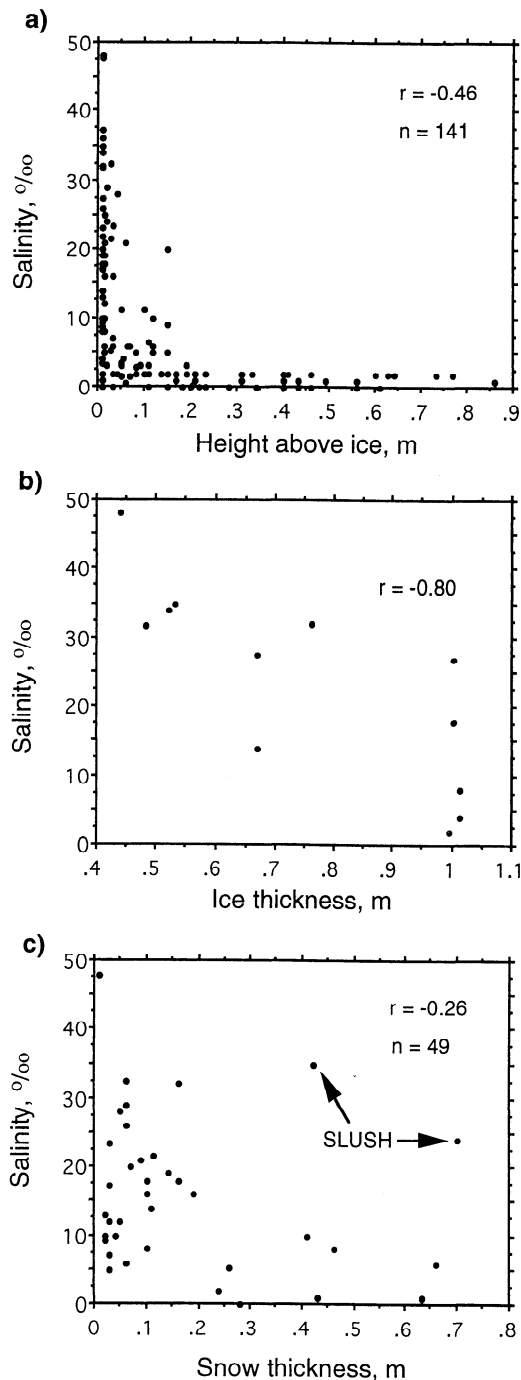 a)
50
40
30
20
10
0
Salinity, °/oo
r = -0.46
n = 141
0 .1 .2 .3 .4 .5 .6 .7 .8 .9
Height above ice, m
b)
50
40
30
20
10
0
Salinity, °/oo
r = -0.80
.4 .5 .6 .7 .8 .9 1 1.1
Ice thickness, m
c)
50
40
30
20
10
0
Salinity, °/oo
r = -0.26
n = 49
SLUSH
0 .1 .2 .3 .4 .5 .6 .7 .8
Snow thickness, m